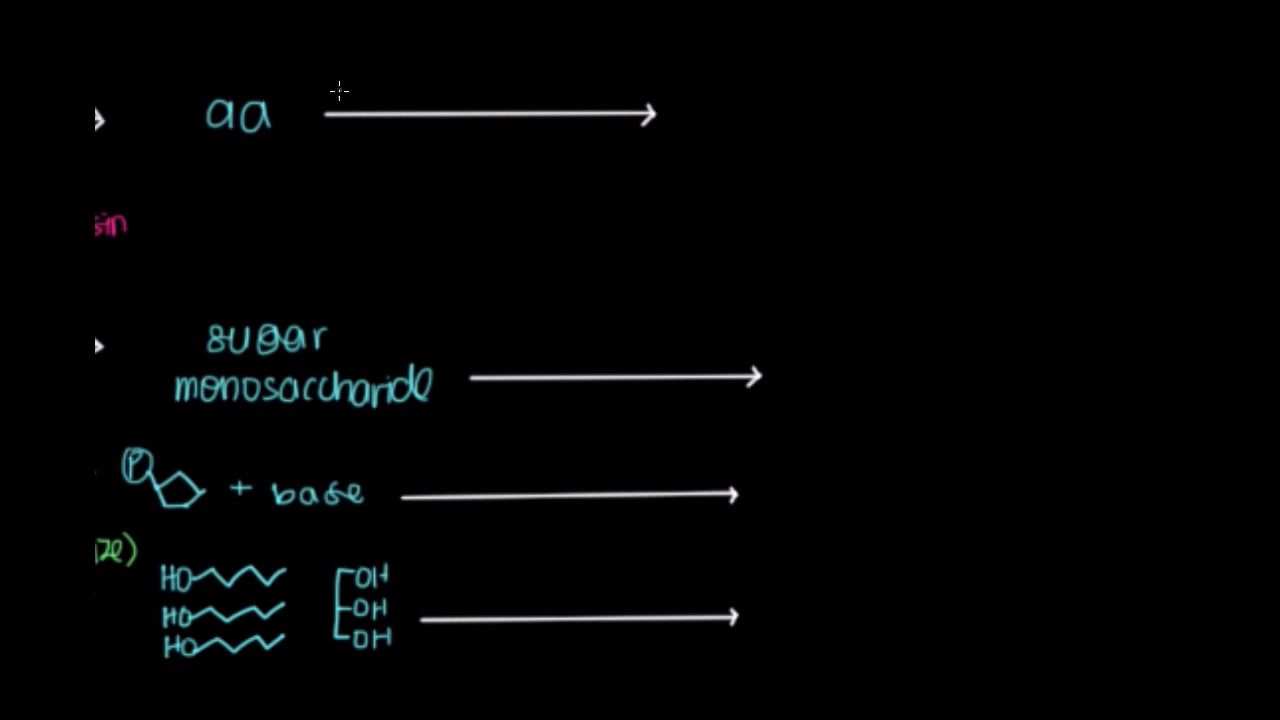 aa
sin
sugar
monosaccharide
P + base
ze)
HO OH
HO OH
HO OH